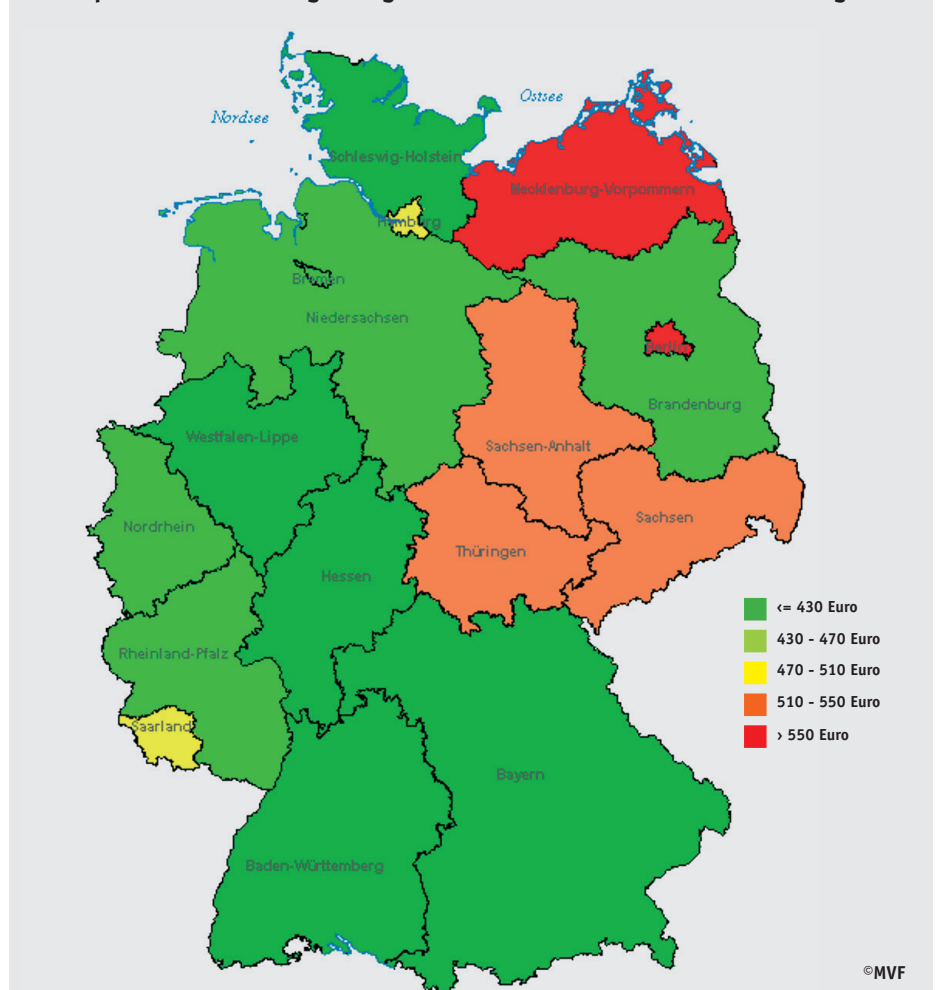 Nordsee
Ostsee
Schleswig-Holstein
Mecklenburg-Vorpommern
Hamburg
Bremen
Niedersachsen
Berlin
Brandenburg
Westfalen-Lippe
Sachsen-Anhalt
Nordrhein
Sachsen
Thüringen
Hessen
Rheinland-Pfalz
Saarland
Bayern
Baden-Württemberg
<= 430 Euro
430 - 470 Euro
470 - 510 Euro
510 - 550 Euro
> 550 Euro
©MVF